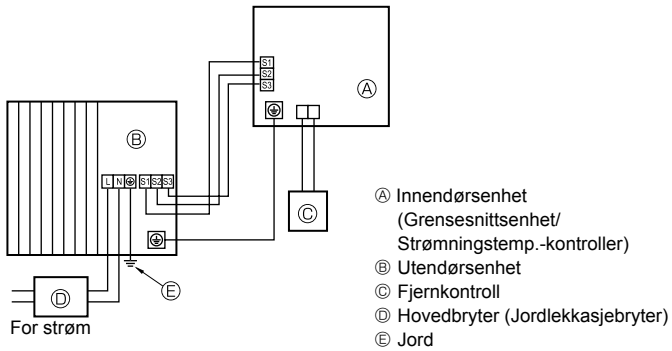 S1
S2
S3
Ⓐ
Ⓑ
L N S1 S2 S3
Ⓒ
Ⓓ
Ⓔ
For strøm
Ⓐ Innendørsenhet
(Grensesnittsenhet/
Strømningstemp.-kontroller)
Ⓑ Utendørsenhet
Ⓒ Fjernkontroll
Ⓓ Hovedbryter (Jordlekkasjebryter)
Ⓔ Jord